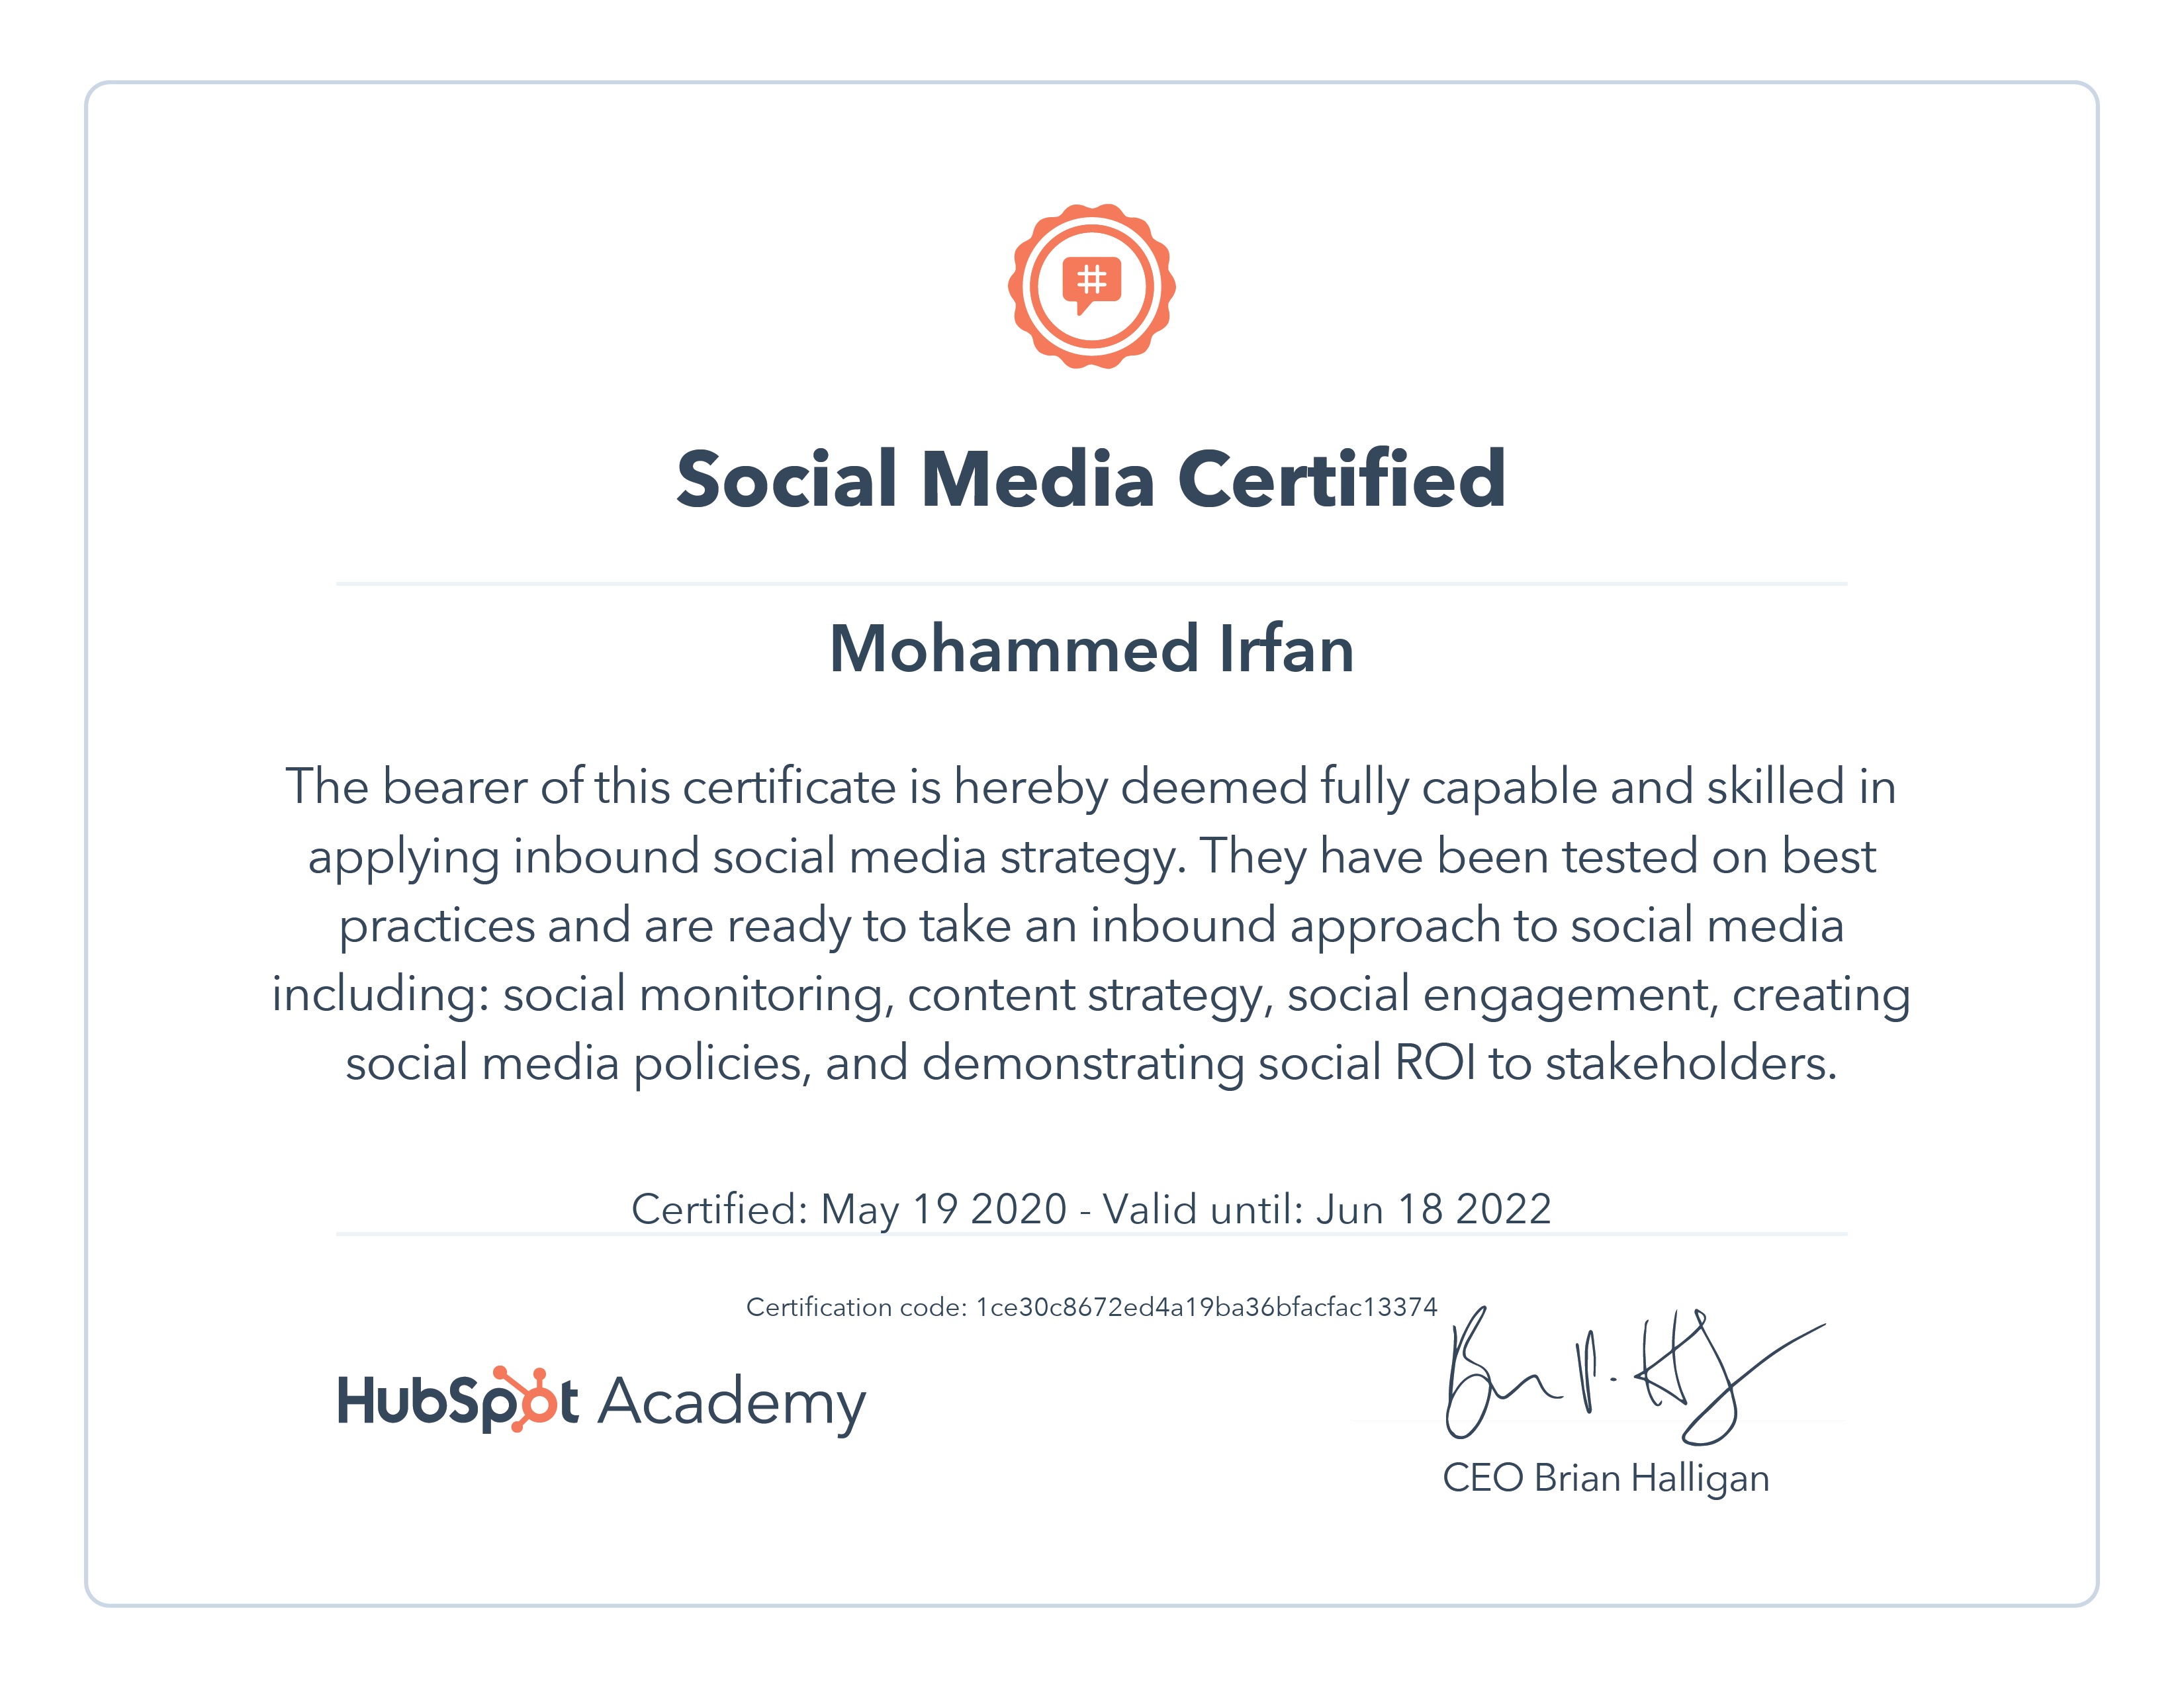 #
Social Media Certified
Mohammed Irfan
The bearer of this certificate is hereby deemed fully capable and skilled in
applying inbound social media strategy. They have been tested on best
practices and are ready to take an inbound approach to social media
including: social monitoring, content strategy, social engagement, creating
social media policies, and demonstrating social ROI to stakeholders.
Certified: May 19 2020 - Valid until: Jun 18 2022
Certification code: 1ce30c8672ed4a19ba36bfacfac13374
HubSpot Academy
CEO Brian Halligan